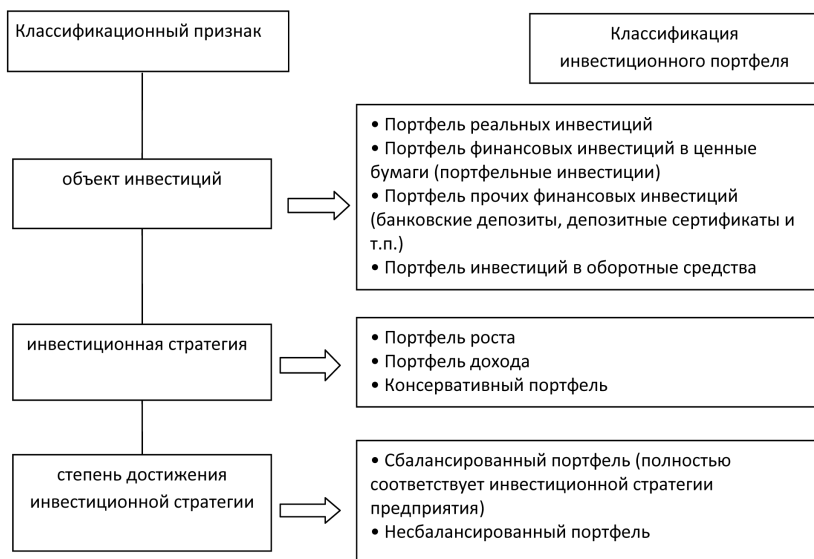 Классификационный признак
Классификация
инвестиционного портфеля
объект инвестиций
• Портфель реальных инвестиций
• Портфель финансовых инвестиций в ценные
бумаги (портфельные инвестиции)
• Портфель прочих финансовых инвестиций
(банковские депозиты, депозитные сертификаты и
т.п.)
• Портфель инвестиций в оборотные средства
инвестиционная стратегия
• Портфель роста
• Портфель дохода
• Консервативный портфель
степень достижения
инвестиционной стратегии
• Сбалансированный портфель (полностью
соответствует инвестиционной стратегии
предприятия)
• Несбалансированный портфель